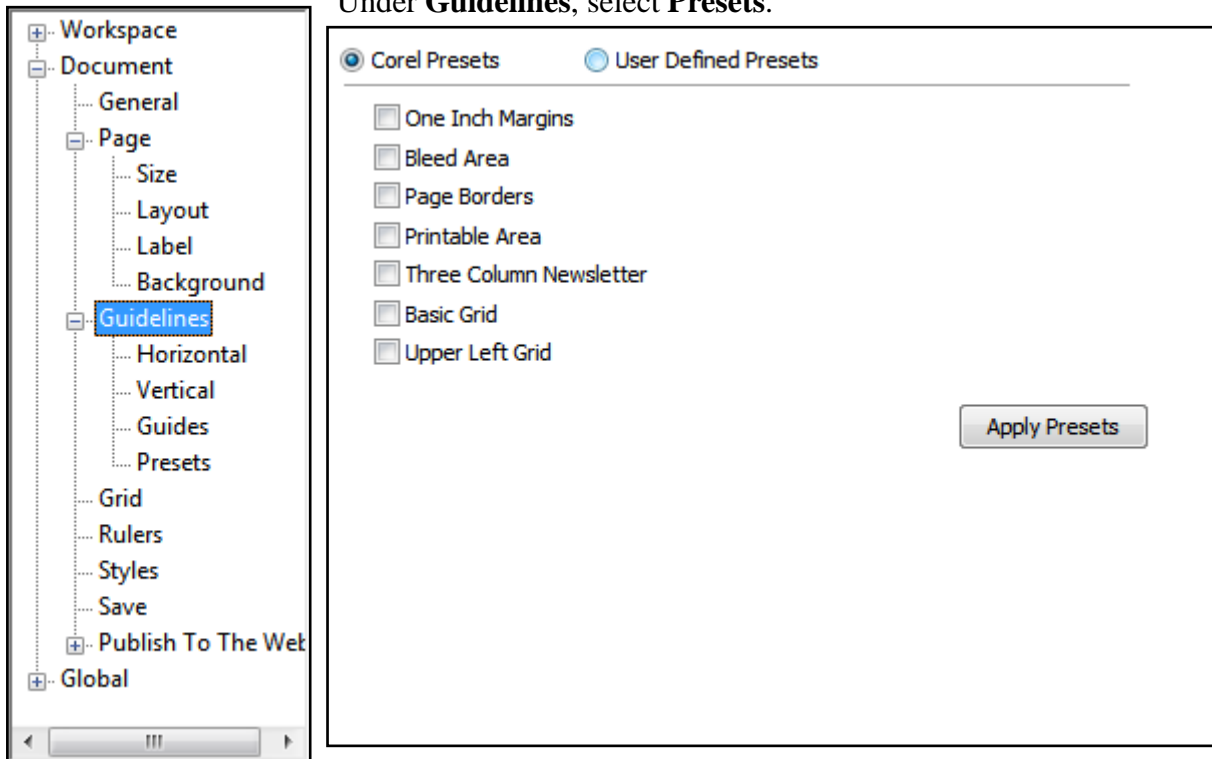 Under Guidelines, select Presets.
Workspace
Document
General
Page
Size
Layout
Label
Background
Guidelines
Horizontal
Vertical
Guides
Presets
Grid
Rulers
Styles
Save
Publish To The Web
Global
Corel Presets User Defined Presets
One Inch Margins
Bleed Area
Page Borders
Printable Area
Three Column Newsletter
Basic Grid
Upper Left Grid
Apply Presets